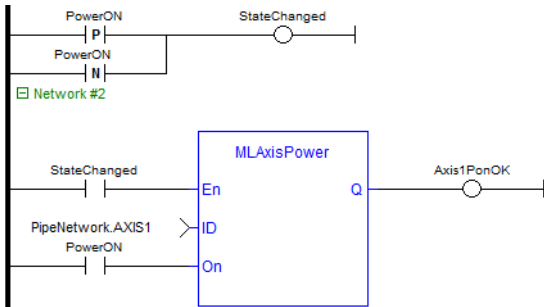 PowerON
StateChanged
P
PowerON
N
Network #2
MLAxisPower
StateChanged
Axis1PonOK
En
Q
PipeNetwork.AXIS1
ID
PowerON
On